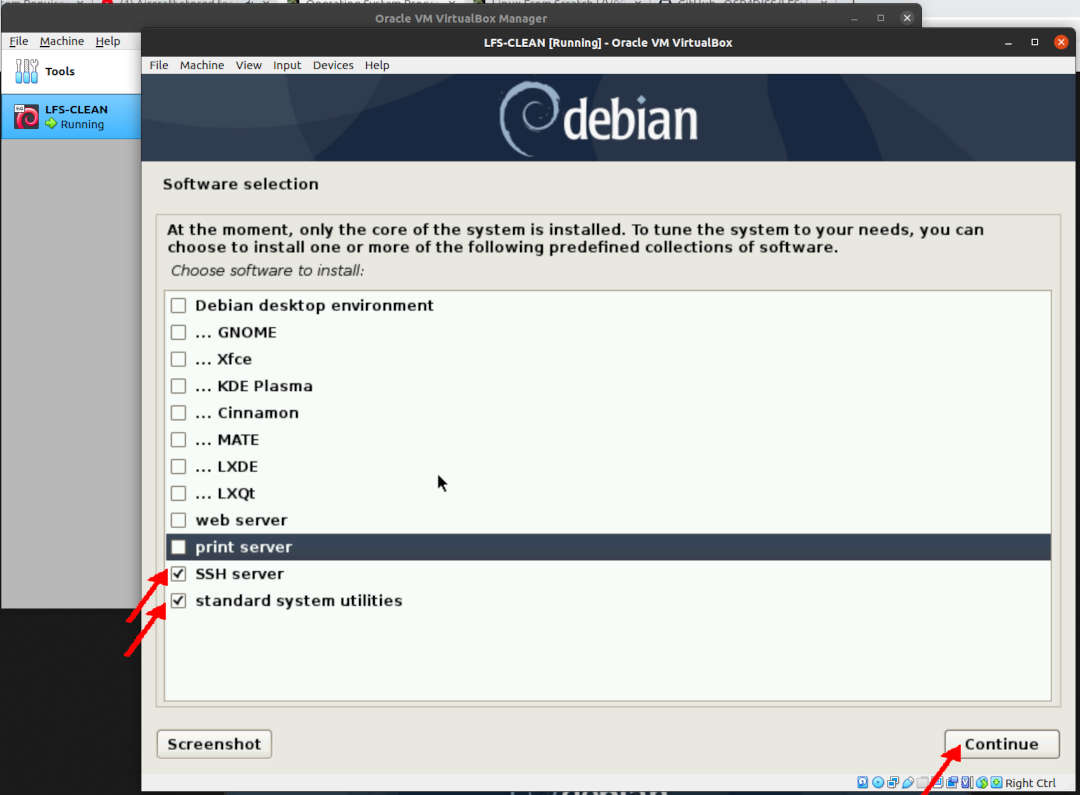 Oracle VM VirtualBox Manager
File Machine Help
LFS-CLEAN [Running] - Oracle VM VirtualBox
Tools
File Machine View Input Devices Help
LFS-CLEAN
Running
debian
Software selection
At the moment, only the core of the system is installed. To tune the system to your needs, you can
choose to install one or more of the following predefined collections of software.
Choose software to install:
Debian desktop environment
... GNOME
... Xfce
... KDE Plasma
... Cinnamon
... MATE
... LXDE
... LXQt
web server
print server
SSH server
standard system utilities
Screenshot
Continue
Right Ctrl